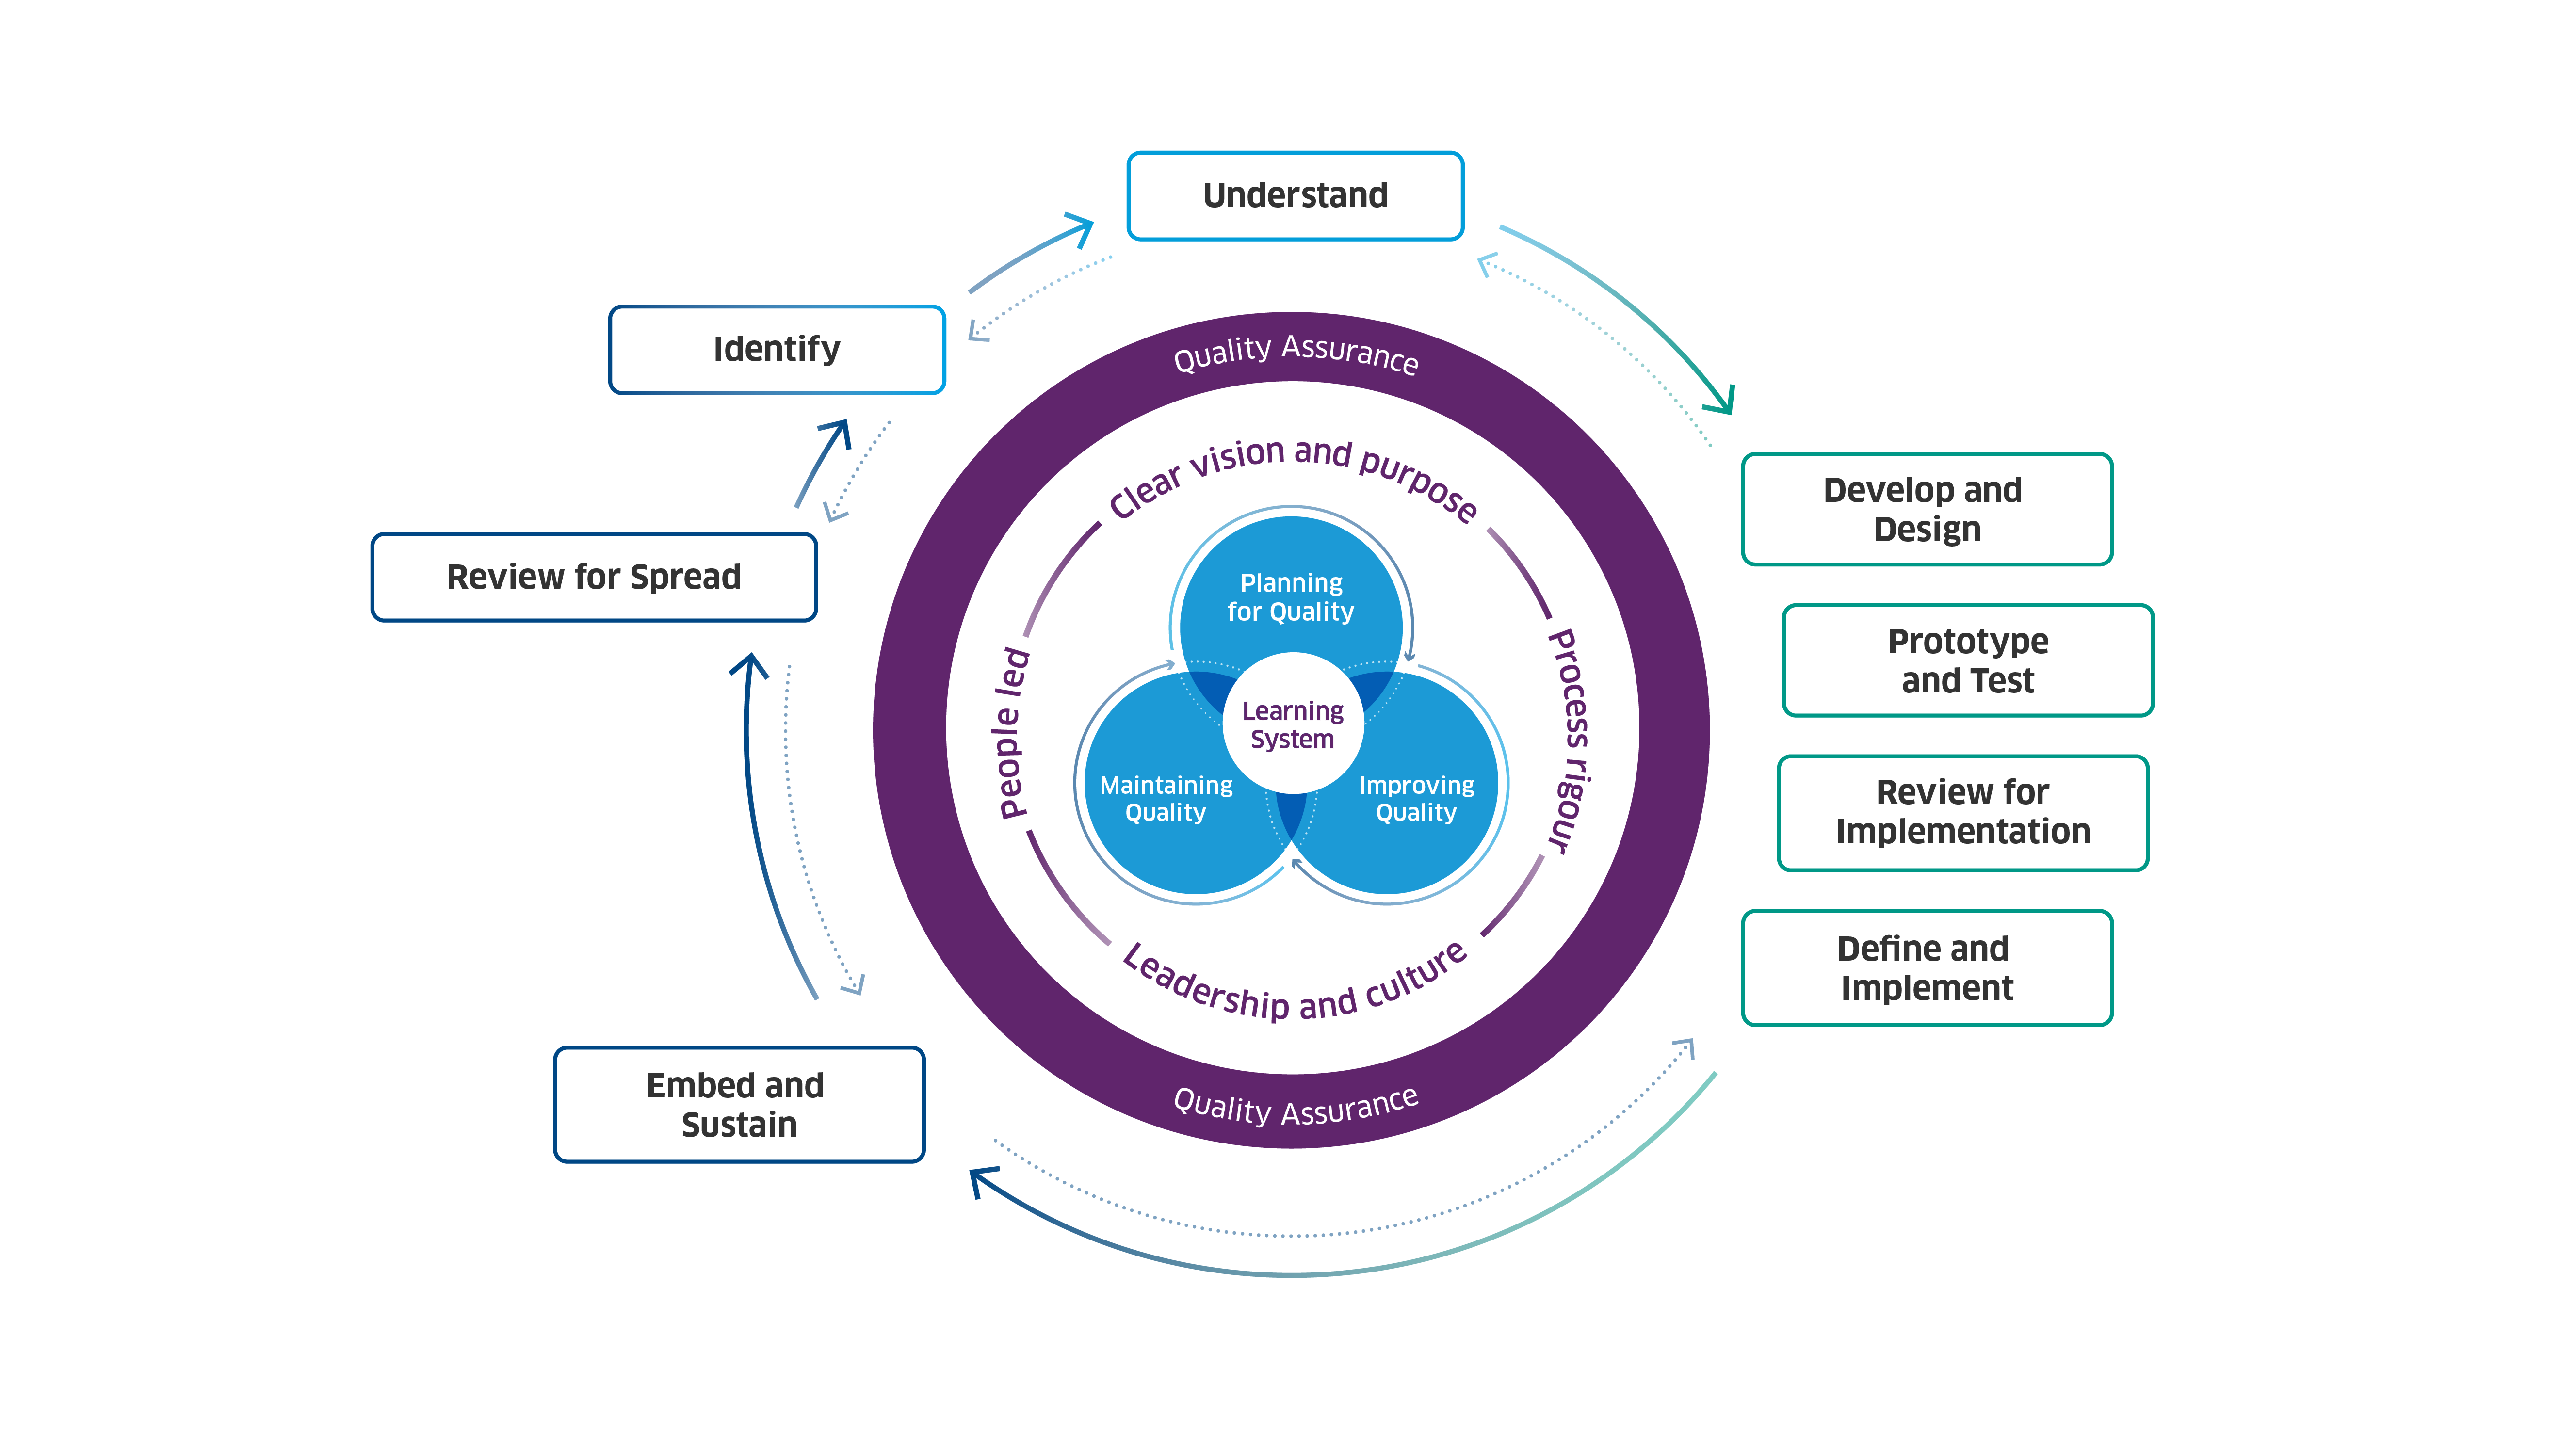 Understand
Identify
Review for Spread
Embed and
Sustain
Develop and
Design
Prototype
and Test
Review for
Implementation
Define and
Implement
Quality Assurance
Clear vision and purpose
Process rigour
Leadership and culture
People led
Planning
for Quality
Learning
System
Maintaining
Quality
Improving
Quality
Quality Assurance